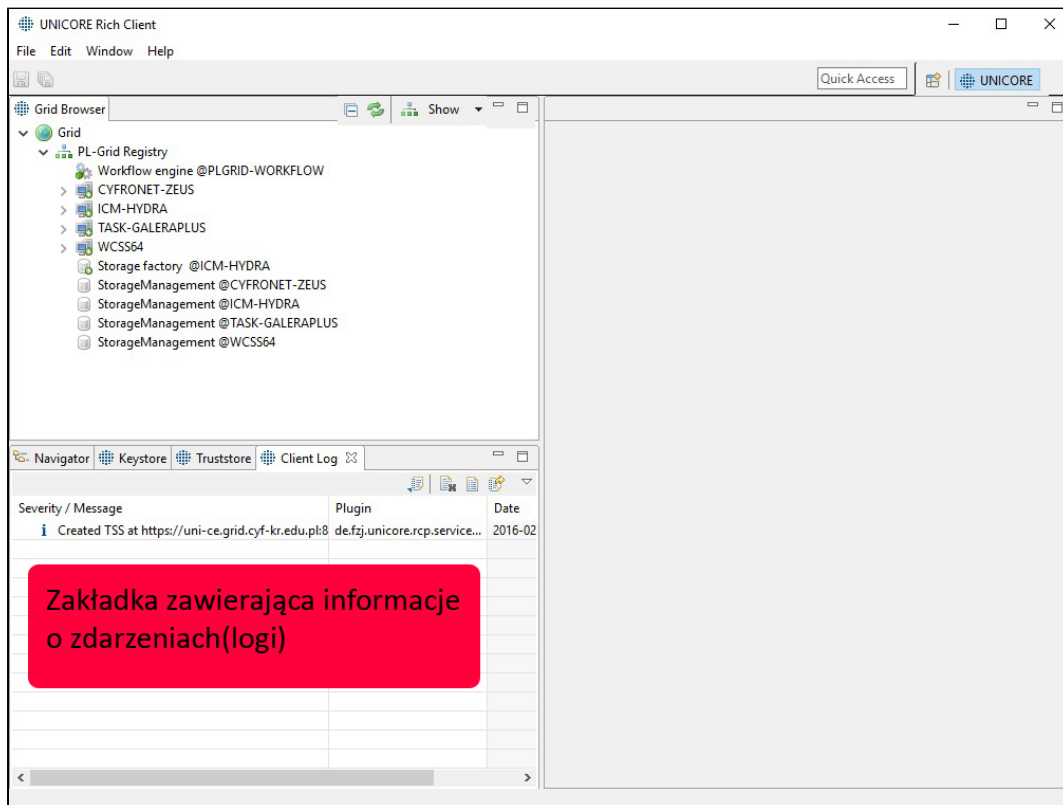 UNICORE Rich Client
File Edit Window Help
Quick Access
UNICORE
Grid Browser
Show
Grid
PL-Grid Registry
Workflow engine @PLGRID-WORKFLOW
CYFRONET-ZEUS
ICM-HYDRA
TASK-GALERAPLUS
WCSS64
Storage factory @ICM-HYDRA
StorageManagement @CYFRONET-ZEUS
StorageManagement @ICM-HYDRA
StorageManagement @TASK-GALERAPLUS
StorageManagement @WCSS64
Navigator Keystore Truststore Client Log
Severity / Message Plugin Date
Created TSS at https://uni-ce.grid.cyf-kr.edu.pl:8 de.fzj.unicore.rcp.service... 2016-02
Zakładka zawierająca informacje
o zdarzeniach(logi)